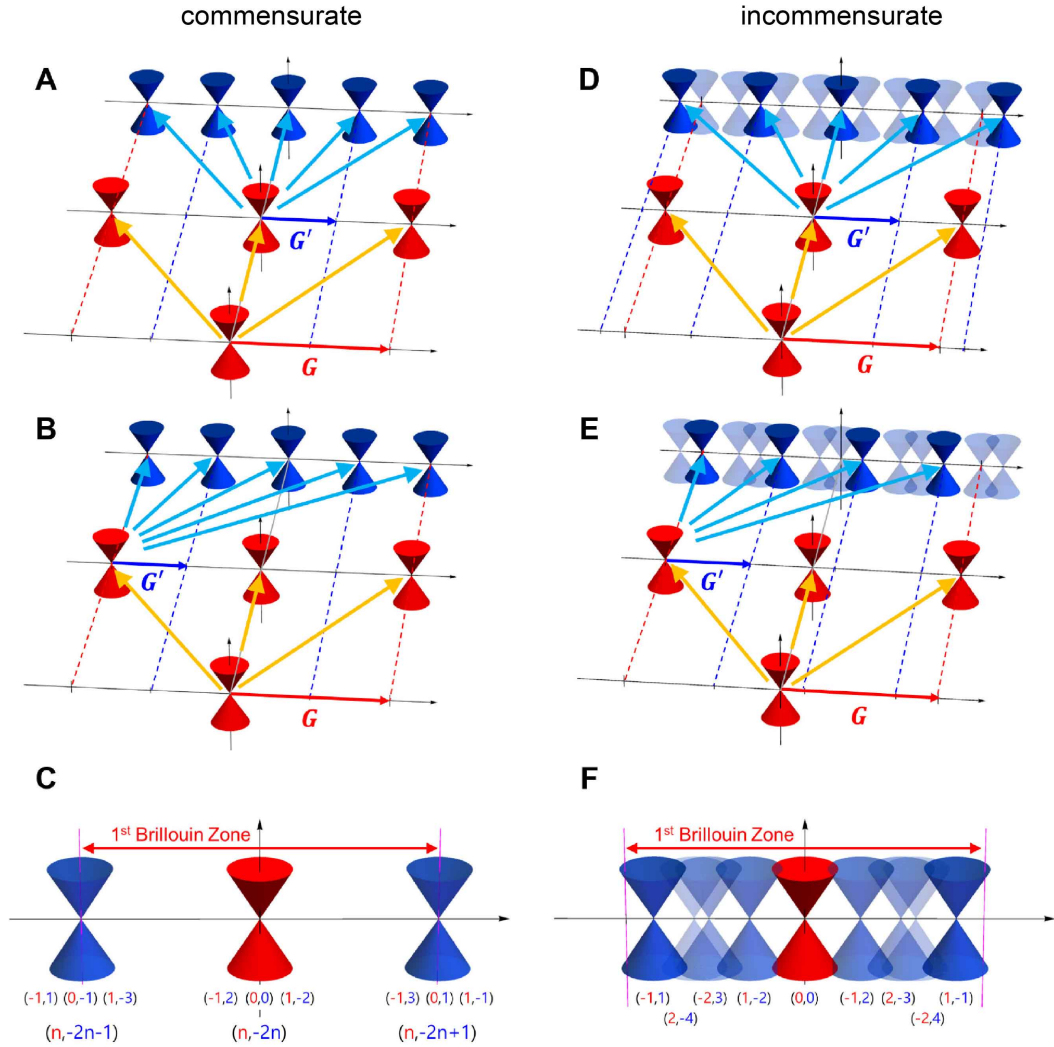 commensurate
incommensurate
A
G'
G
D
G'
G
B
G'
G
E
G'
G
C
1st Brillouin Zone
(-1,1) (0,-1) (1,-3)
(-1,2) (0,0) (1,-2)
(-1,3) (0,1) (1,-1)
(n,-2n-1)
(n,-2n)
(n,-2n+1)
F
1st Brillouin Zone
(-1,1) (-2,3) (1,-2) (0,0) (-1,2) (2,-3) (1,-1)
(2,-4) (-2,4)